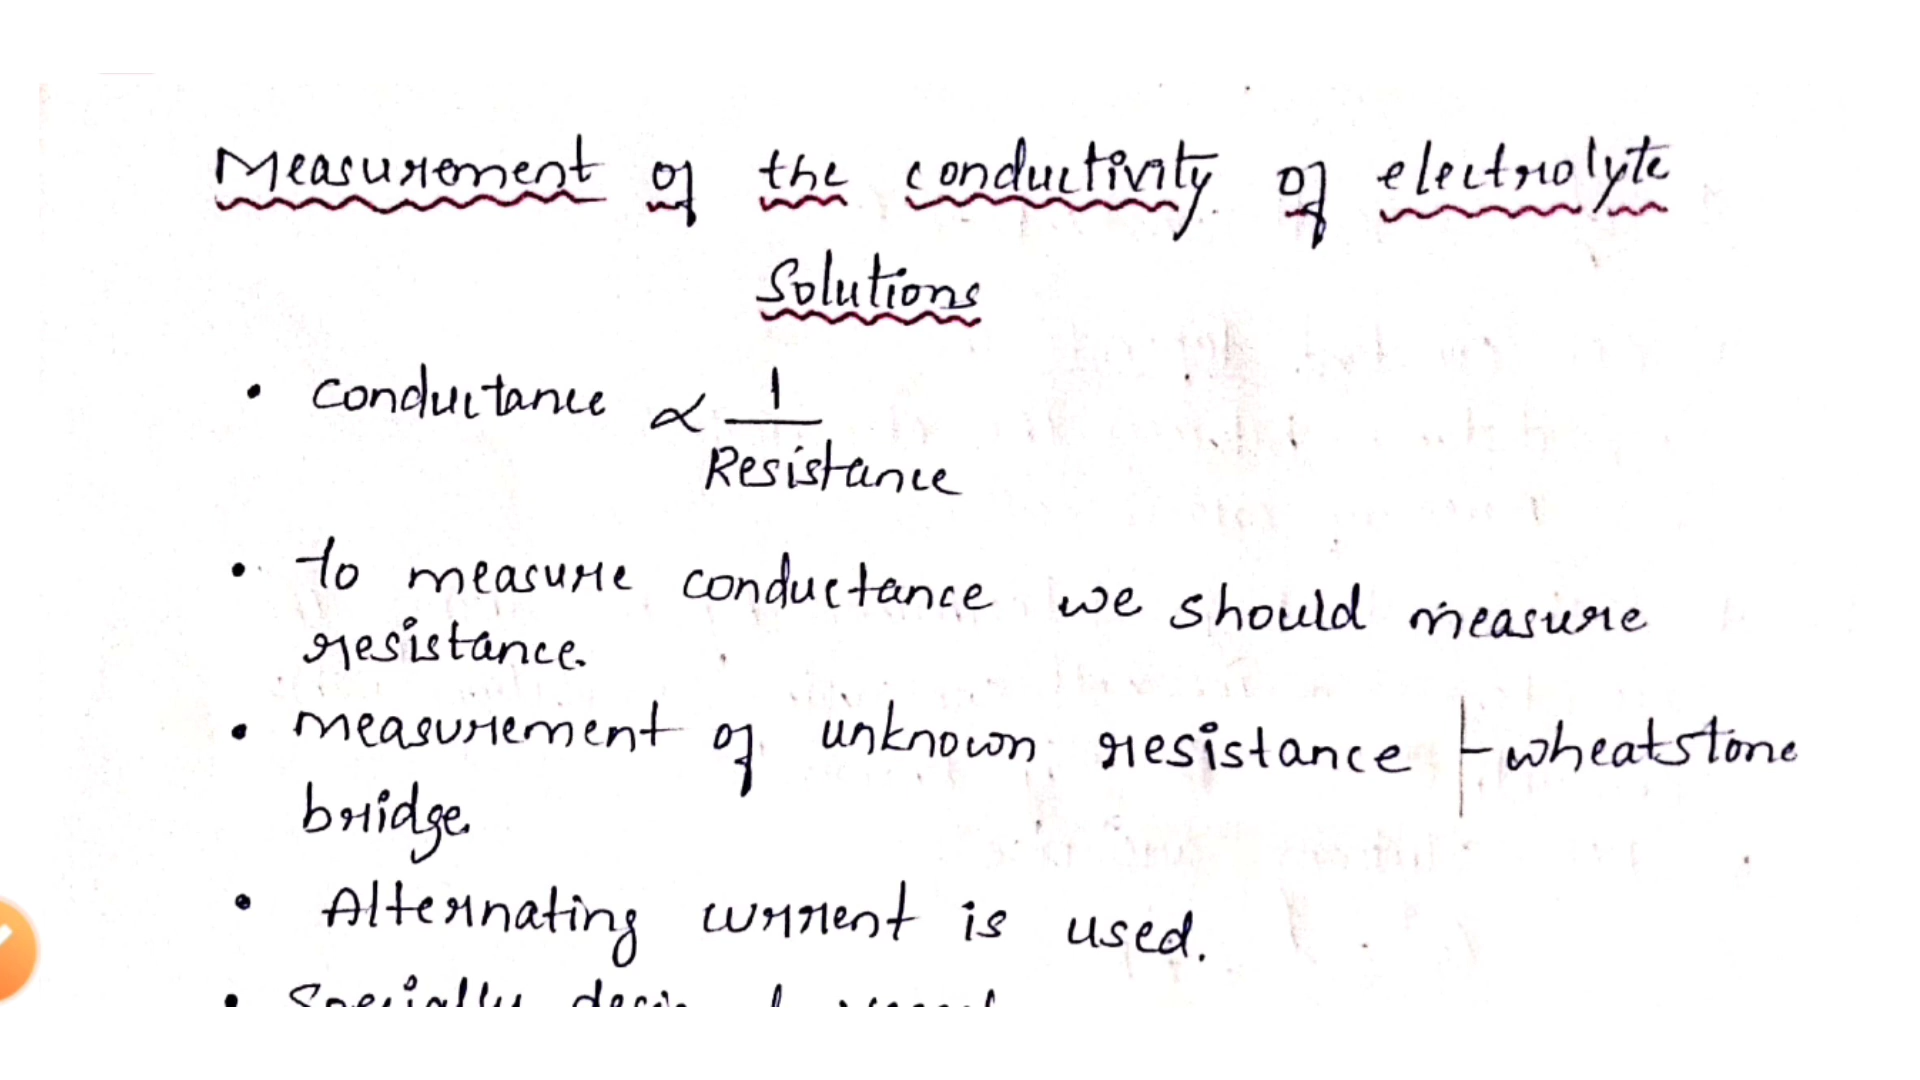 Measurement of the conductivity of electrolyte
Solutions
• Conductance ∝ 1
Resistance
• to measure conductance we should measure
resistance.
• measurement of unknown resistance ⊢ wheatstone
bridge.
• Alternating current is used.
• Specially